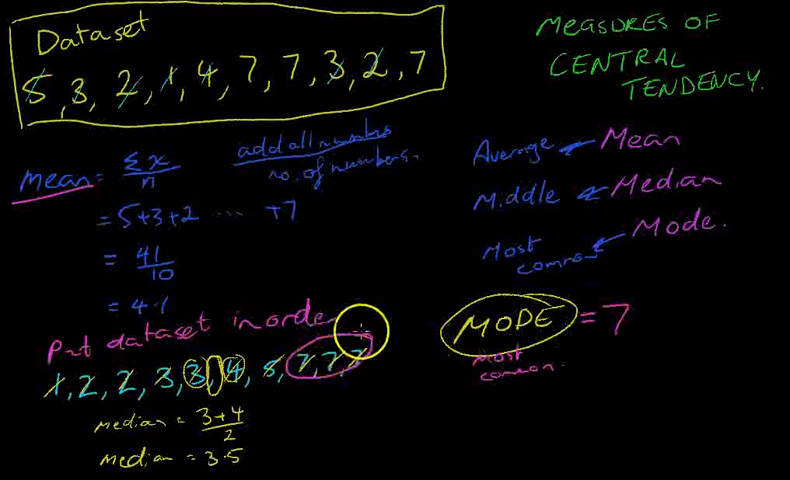 Dataset
5, 3, 2, 1, 4, 7, 7, 3, 2, 7
MEASURES OF
CENTRAL
TENDENCY.
mean = Σx/n
add all numbers
no. of numbers.
= 5+3+2 ... +7
= 41/10
= 4.1
Average Mean
Middle Median
Most common Mode.
Put dataset in order
1, 2, 2, 3, 3, 4, 5, 7, 7, 7
median = 3+4/2
median = 3.5
MODE = 7
most
common.